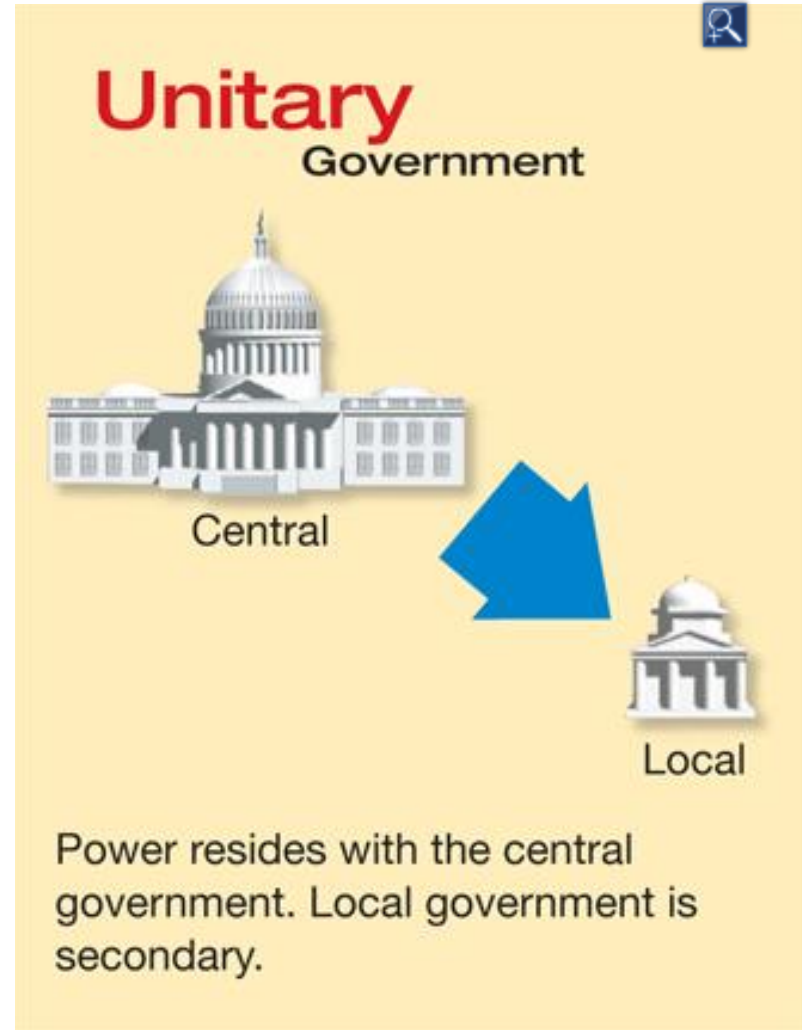 Unitary
Government
Central
Local
Power resides with the central
government. Local government is
secondary.